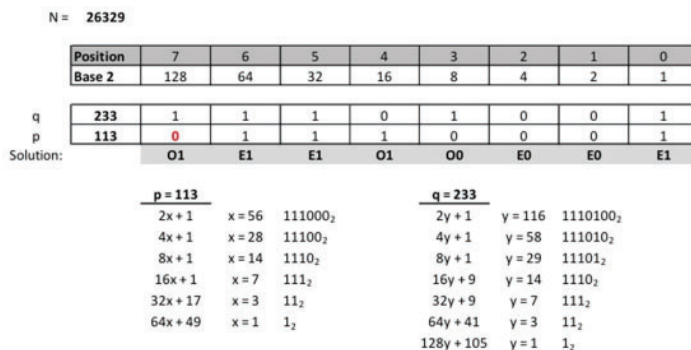 N = 26329
Position 7 6 5 4 3 2 1 0
Base 2 128 64 32 16 8 4 2 1
q 233 1 1 1 0 1 0 0 1
p 113 0 1 1 1 0 0 0 1
Solution: O1 E1 E1 O1 O0 E0 E0 E1
p = 113 q = 233
2x + 1 x = 56 111000₂ 2y + 1 y = 116 1110100₂
4x + 1 x = 28 11100₂ 4y + 1 y = 58 111010₂
8x + 1 x = 14 1110₂ 8y + 1 y = 29 11101₂
16x + 1 x = 7 111₂ 16y + 9 y = 14 1110₂
32x + 17 x = 3 11₂ 32y + 9 y = 7 111₂
64x + 49 x = 1 1₂ 64y + 41 y = 3 11₂
128y + 105 y = 1 1₂